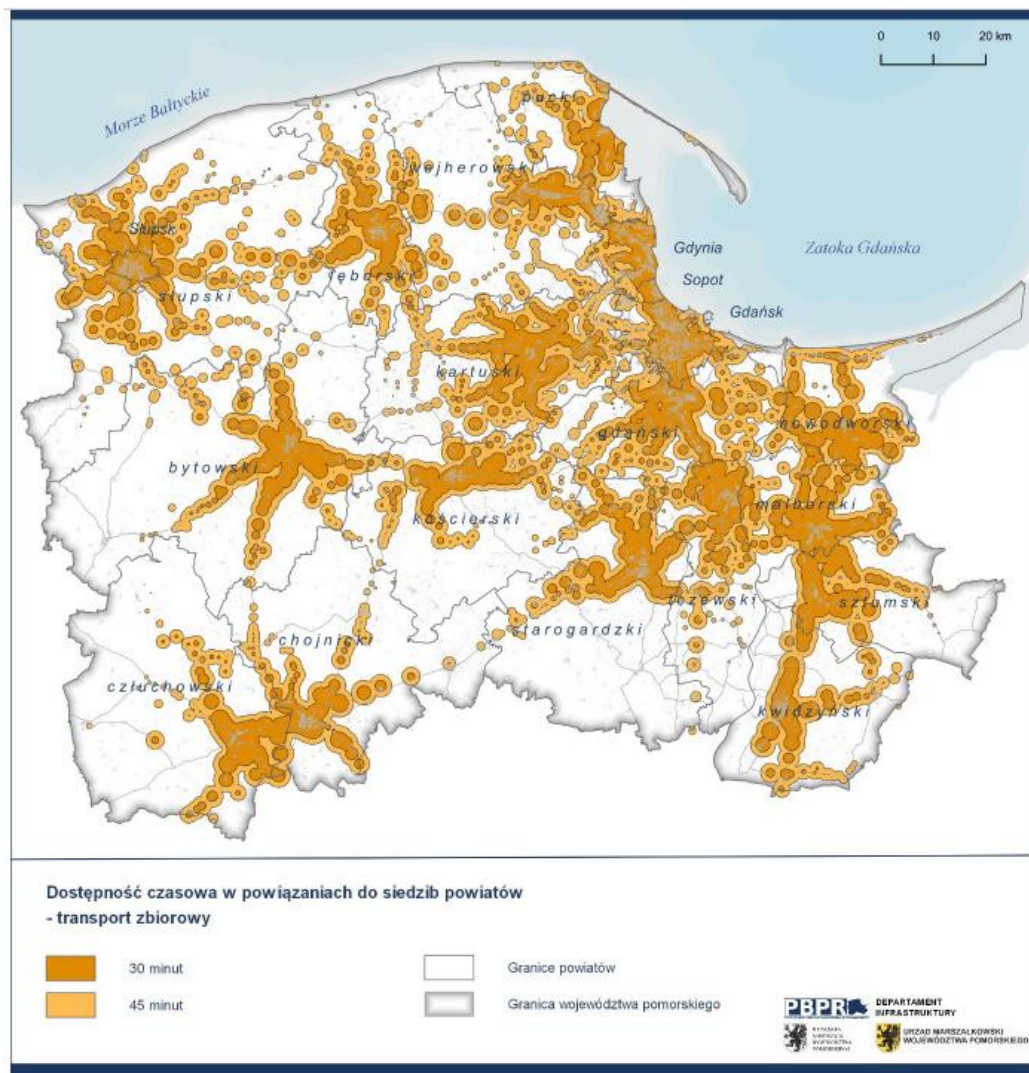 0 10 20 km
Morze Bałtyckie
pucki
wejherowski
Słupsk
Gdynia
Zatoka Gdańska
lęborski
Sopot
słupski
Gdańsk
kartuski
gdański
nowodworski
bytowski
malborski
kościerski
tczewski
sztumski
starogardzki
chojnicki
człuchowski
kwidzyński
Dostępność czasowa w powiązaniach do siedzib powiatów
- transport zbiorowy
30 minut
Granice powiatów
45 minut
Granica województwa pomorskiego
PBPR
DEPARTAMENT
INFRASTRUKTURY
URZĄD MARSZAŁKOWSKI
WOJEWÓDZTWA POMORSKIEGO